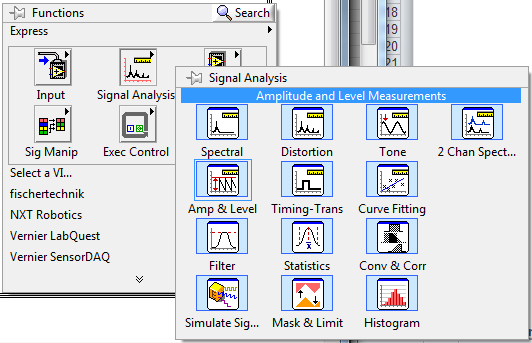 Functions
Search
Express
Input
Signal Analysis
Sig Manip
Exec Control
Select a VI...
fischertechnik
NXT Robotics
Vernier LabQuest
Vernier SensorDAQ
18
19
20
21
Signal Analysis
Amplitude and Level Measurements
Spectral
Distortion
Tone
2 Chan Spect...
Amp & Level
Timing-Trans
Curve Fitting
Filter
Statistics
Conv & Corr
Simulate Sig...
Mask & Limit
Histogram